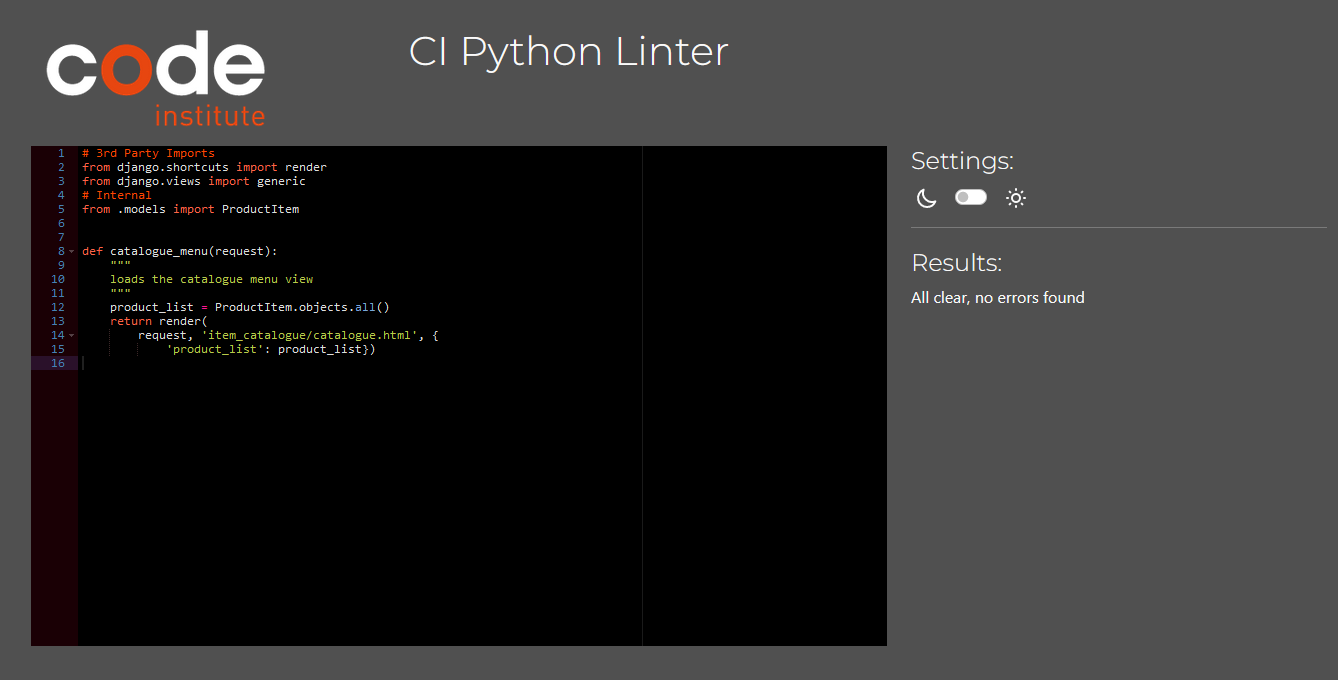 code
institute
CI Python Linter
1 # 3rd Party Imports
2 from django.shortcuts import render
3 from django.views import generic
4 # Internal
5 from .models import ProductItem
6
7
8 def catalogue_menu(request):
9     """
10     loads the catalogue menu view
11     """
12     product_list = ProductItem.objects.all()
13     return render(
14         request, 'item_catalogue/catalogue.html', {
15             'product_list': product_list})
16
Settings:
Results:
All clear, no errors found